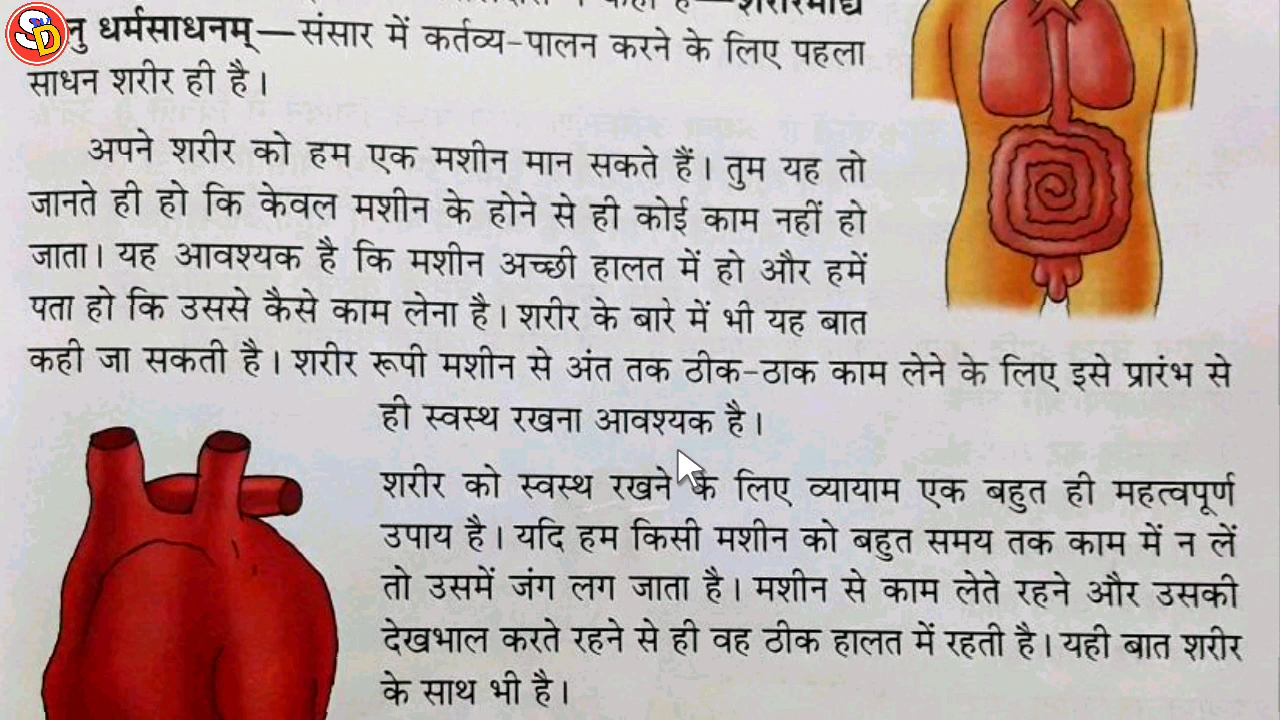 SD
धर्मसाधनम्—संसार में कर्तव्य-पालन करने के लिए पहला
साधन शरीर ही है।
अपने शरीर को हम एक मशीन मान सकते हैं। तुम यह तो
जानते ही हो कि केवल मशीन के होने से ही कोई काम नहीं हो
जाता। यह आवश्यक है कि मशीन अच्छी हालत में हो और हमें
पता हो कि उससे कैसे काम लेना है। शरीर के बारे में भी यह बात
कही जा सकती है। शरीर रूपी मशीन से अंत तक ठीक-ठाक काम लेने के लिए इसे प्रारंभ से
ही स्वस्थ रखना आवश्यक है।
शरीर को स्वस्थ रखने के लिए व्यायाम एक बहुत ही महत्वपूर्ण
उपाय है। यदि हम किसी मशीन को बहुत समय तक काम में न लें
तो उसमें जंग लग जाता है। मशीन से काम लेते रहने और उसकी
देखभाल करते रहने से ही वह ठीक हालत में रहती है। यही बात शरीर
के साथ भी है।